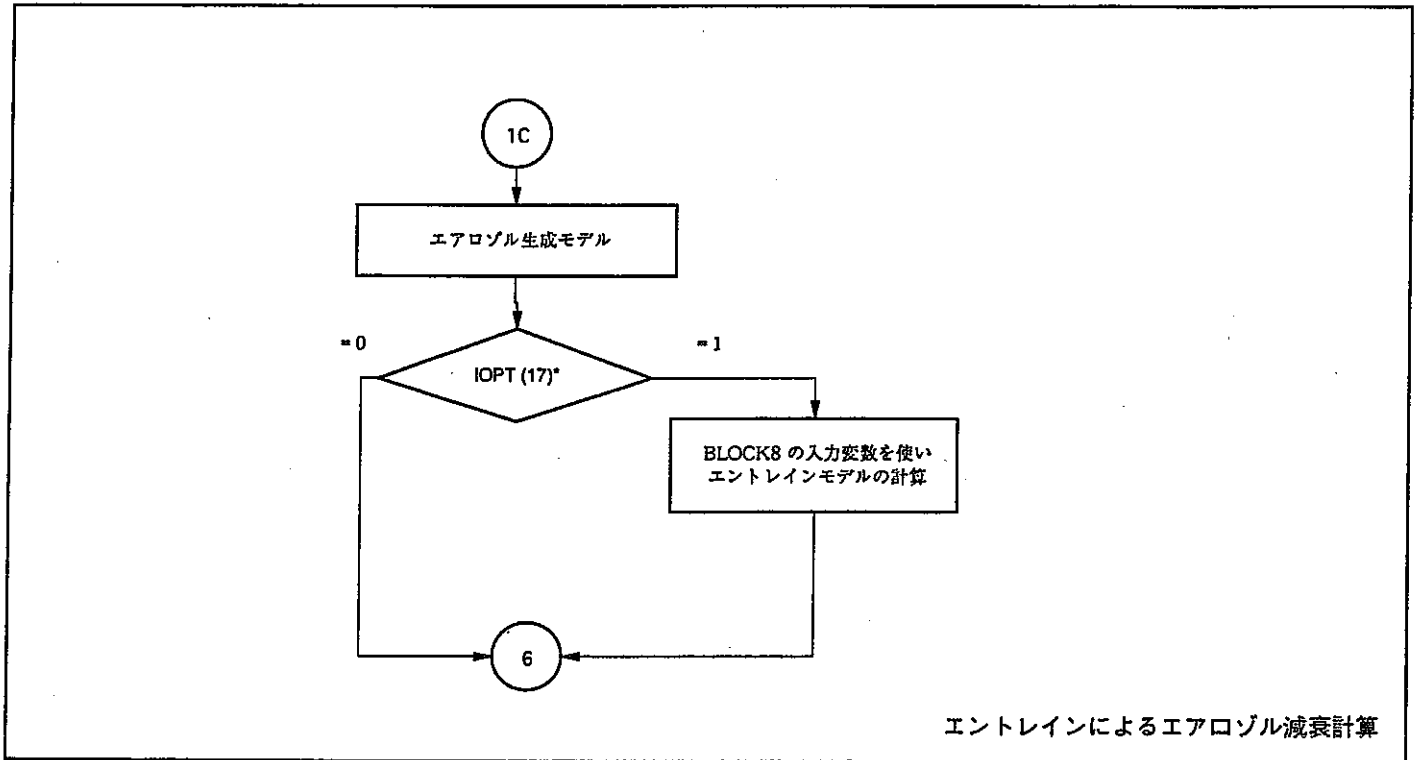 1C
エアロゾル生成モデル
= 0
= 1
IOPT (17)*
BLOCK8 の入力変数を使い
エントレインモデルの計算
6
エントレインによるエアロゾル減衰計算